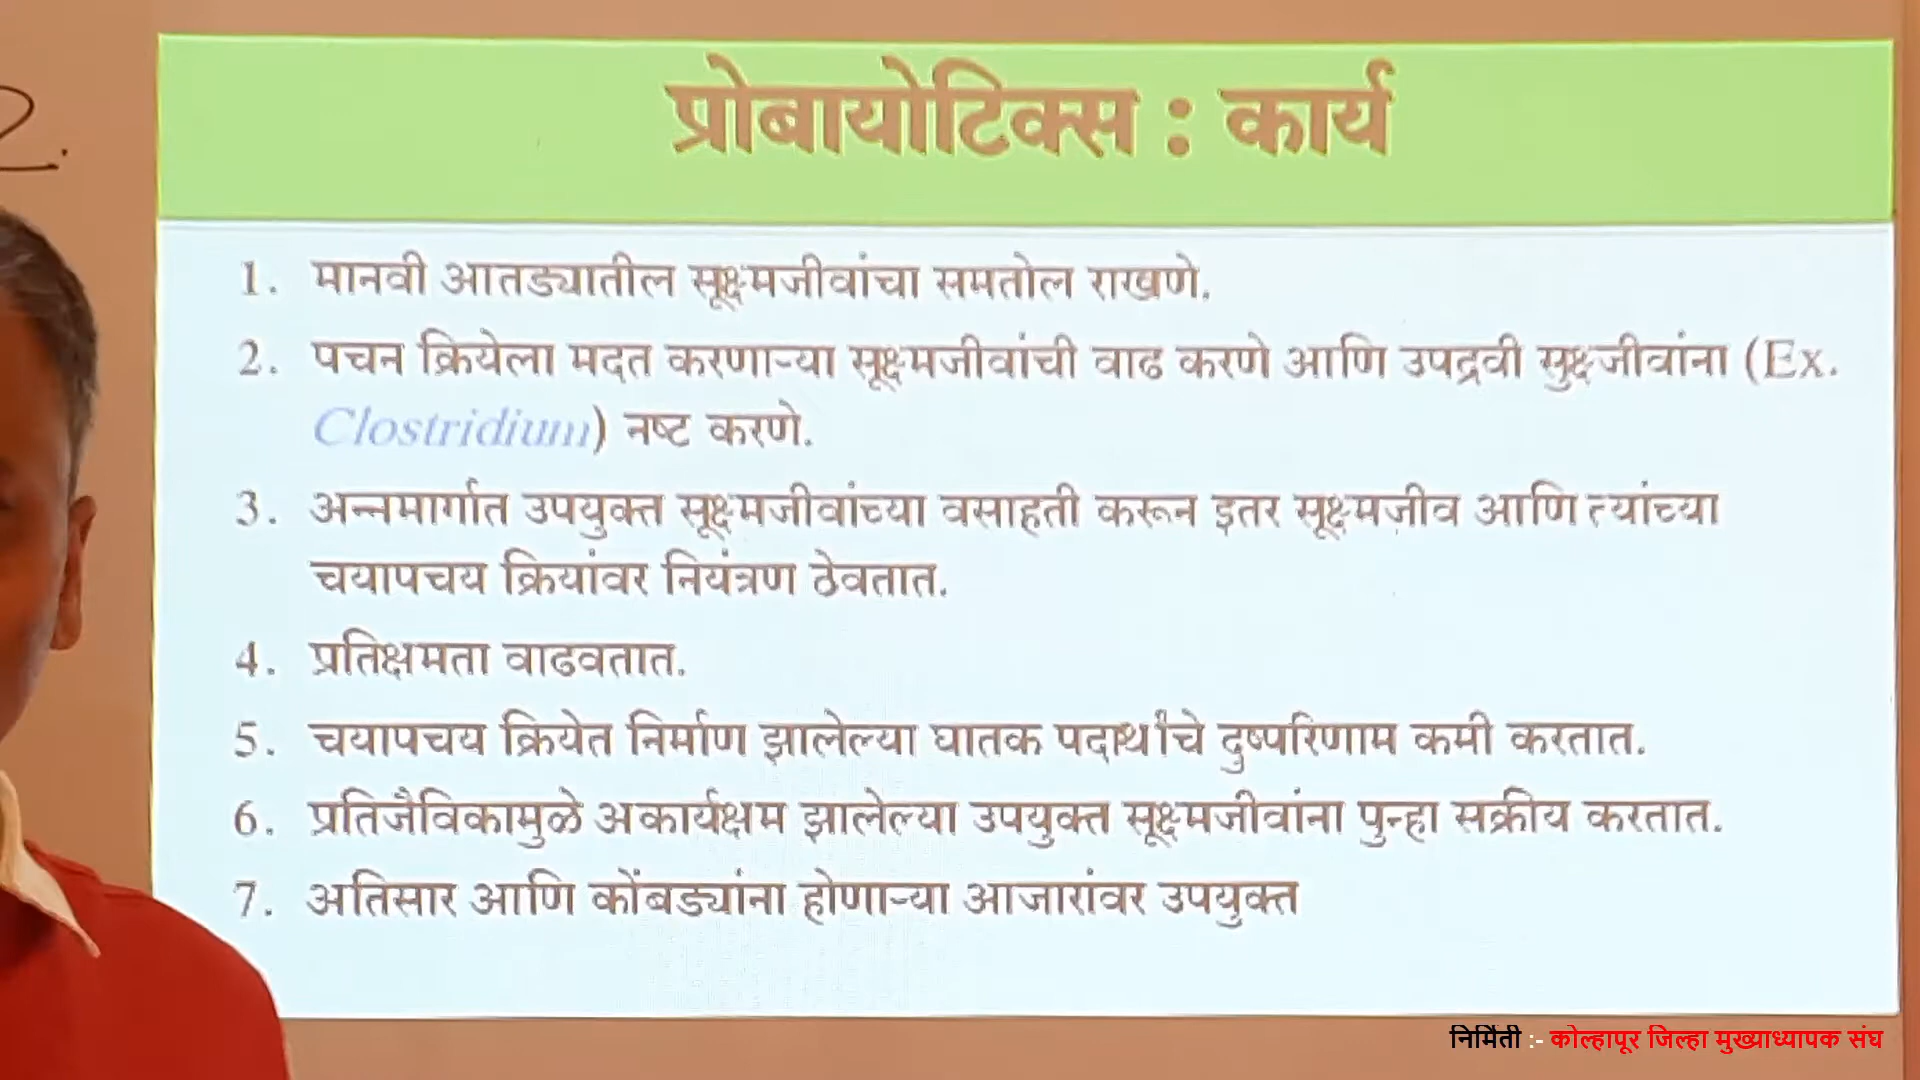 2.
प्रोबायोटिक्स : कार्य
1. मानवी आतड्यातील सूक्ष्मजीवांचा समतोल राखणे.
2. पचन क्रियेला मदत करणाऱ्या सूक्ष्मजीवांची वाढ करणे आणि उपद्रवी सुक्ष्जीवांना (Ex.
Clostridium) नष्ट करणे.
3. अन्नमार्गात उपयुक्त सूक्ष्मजीवांच्या वसाहती करून इतर सूक्ष्मजीव आणि त्यांच्या
चयापचय क्रियांवर नियंत्रण ठेवतात.
4. प्रतिक्षमता वाढवतात.
5. चयापचय क्रियेत निर्माण झालेल्या घातक पदार्थांचे दुष्परिणाम कमी करतात.
6. प्रतिजैविकामुळे अकार्यक्षम झालेल्या उपयुक्त सूक्ष्मजीवांना पुन्हा सक्रीय करतात.
7. अतिसार आणि कोंबड्यांना होणाऱ्या आजारांवर उपयुक्त
निर्मिती :- कोल्हापूर जिल्हा मुख्याध्यापक संघ